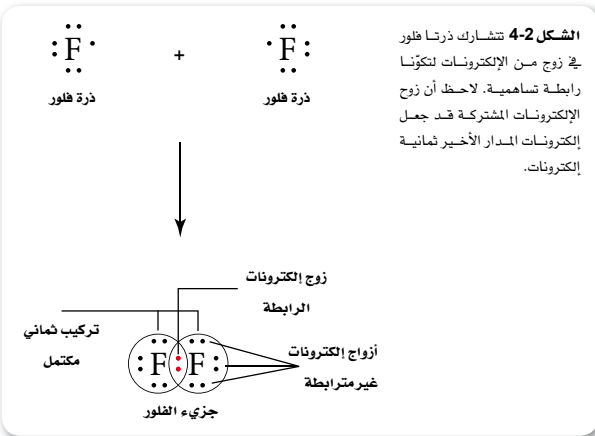 الشكل 2-4 تتشارك ذرتا فلور
في زوج من الإلكترونات لتكوّنا
رابطة تساهمية. لاحظ أن زوح
الإلكترونات المشتركة قد جعل
إلكترونات المدار الأخير ثمانية
إلكترونات.
F + F
ذرة فلور
ذرة فلور
زوج إلكترونات
الرابطة
تركيب ثماني
مكتمل
F F
أزواج إلكترونات
غير مترابطة
جزيء الفلور